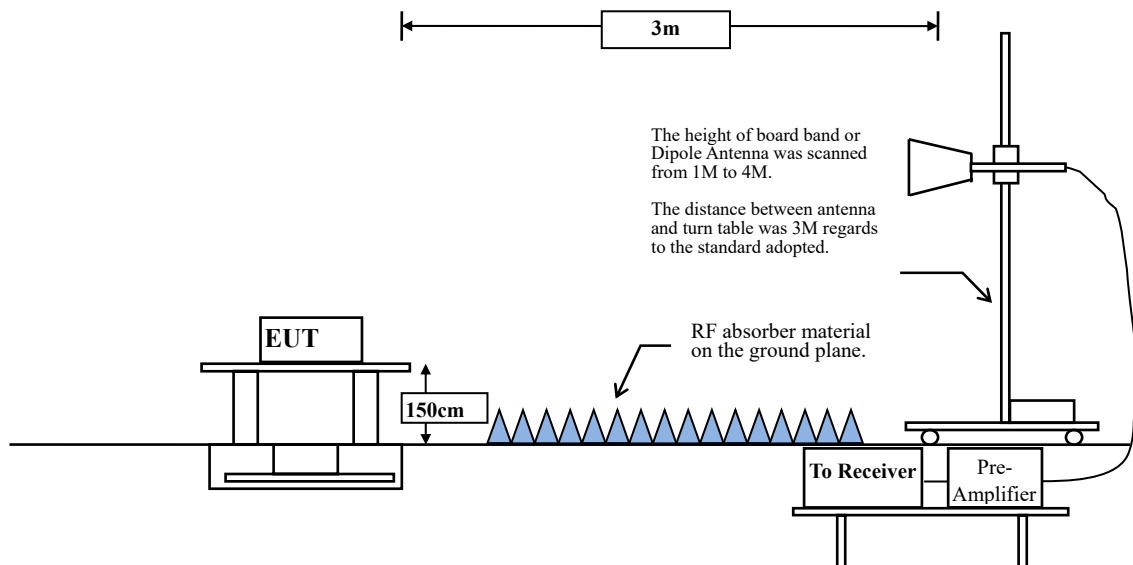 3m
The height of board band or
Dipole Antenna was scanned
from 1M to 4M.
The distance between antenna
and turn table was 3M regards
to the standard adopted.
EUT
RF absorber material
on the ground plane.
150cm
To Receiver
Pre-
Amplifier